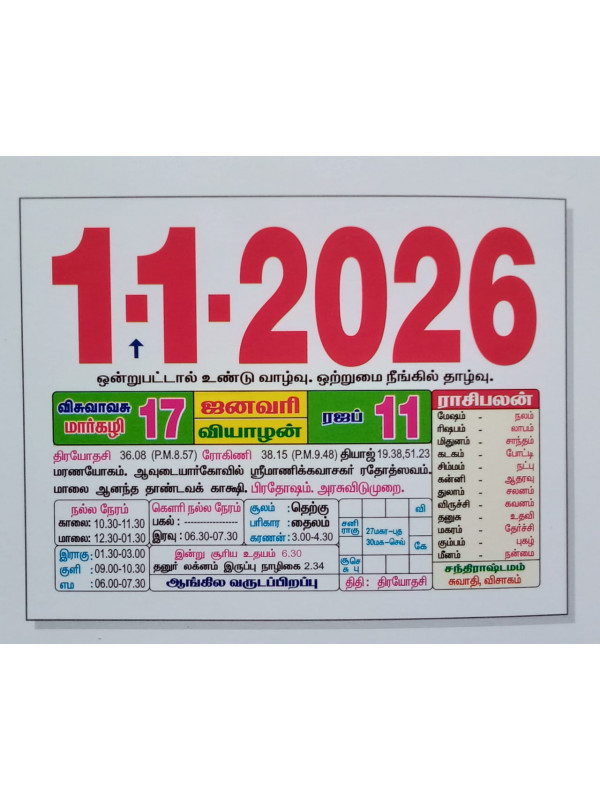 1-1-2026
ஒன்றுபட்டால் உண்டு வாழ்வு. ஒற்றுமை நீங்கில் தாழ்வு.
விசுவாவசு
மார்கழி 17
ஜனவரி
வியாழன்
ரஜப் 11
திரயோதசி 36.08 (P.M.8.57) ரோகிணி 38.15 (P.M.9.48) தியாஜ் 19.38,51.23
மரணயோகம். ஆவுடையார்கோவில் ஸ்ரீமாணிக்கவாசகர் ரதோத்ஸவம்.
மாலை ஆனந்த தாண்டவக் காக்ஷி. பிரதோஷம். அரசுவிடுமுறை.
நல்ல நேரம்
காலை: 10.30-11.30
மாலை: 12.30-01.30
கௌரி நல்ல நேரம்
பகல் : ----------------
இரவு : 06.30-07.30
சூலம் : தெற்கு
பரிகார : தைலம்
கரணன் : 3.00-4.30
இராகு : 01.30-03.00
குளி : 09.00-10.30
எம : 06.00-07.30
இன்று சூரிய உதயம் 6.30
தனுர் லக்னம் இருப்பு நாழிகை 2.34
ஆங்கில வருடப்பிறப்பு
வி
சனி
ராகு
27மகர-புத
30மக-செவ்
கே
சூசெ
சு பு
திதி : திரயோதசி
ராசிபலன்
மேஷம் - நலம்
ரிஷபம் - லாபம்
மிதுனம் - சாந்தம்
கடகம் - போட்டி
சிம்மம் - நட்பு
கன்னி - ஆதரவு
துலாம் - சலனம்
விருச்சி - கவனம்
தனுசு - உதவி
மகரம் - தேர்ச்சி
கும்பம் - புகழ்
மீனம் - நன்மை
சந்திராஷ்டமம்
சுவாதி, விசாகம்